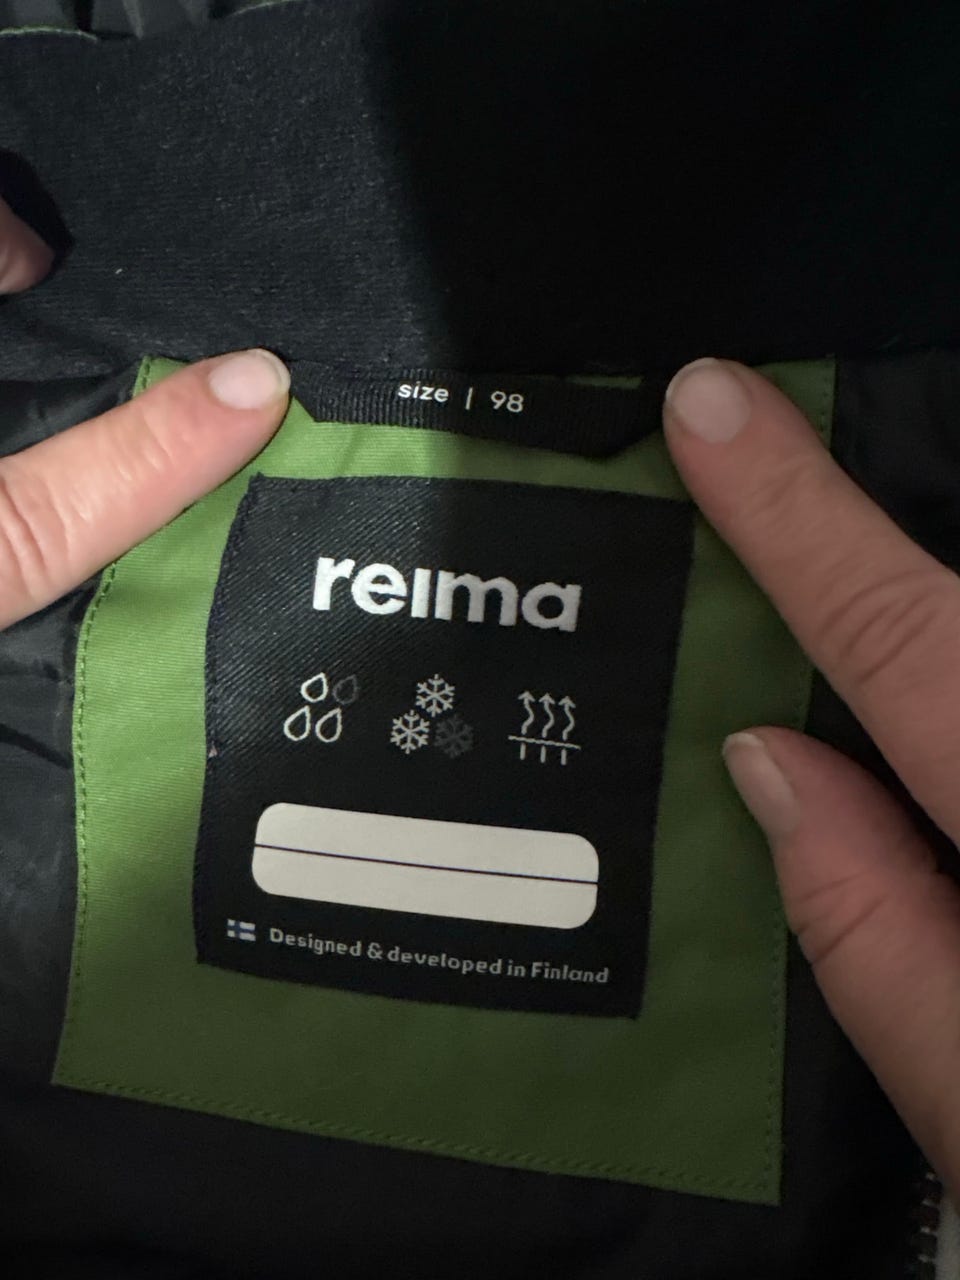 size | 98
reima
Designed & developed in Finland